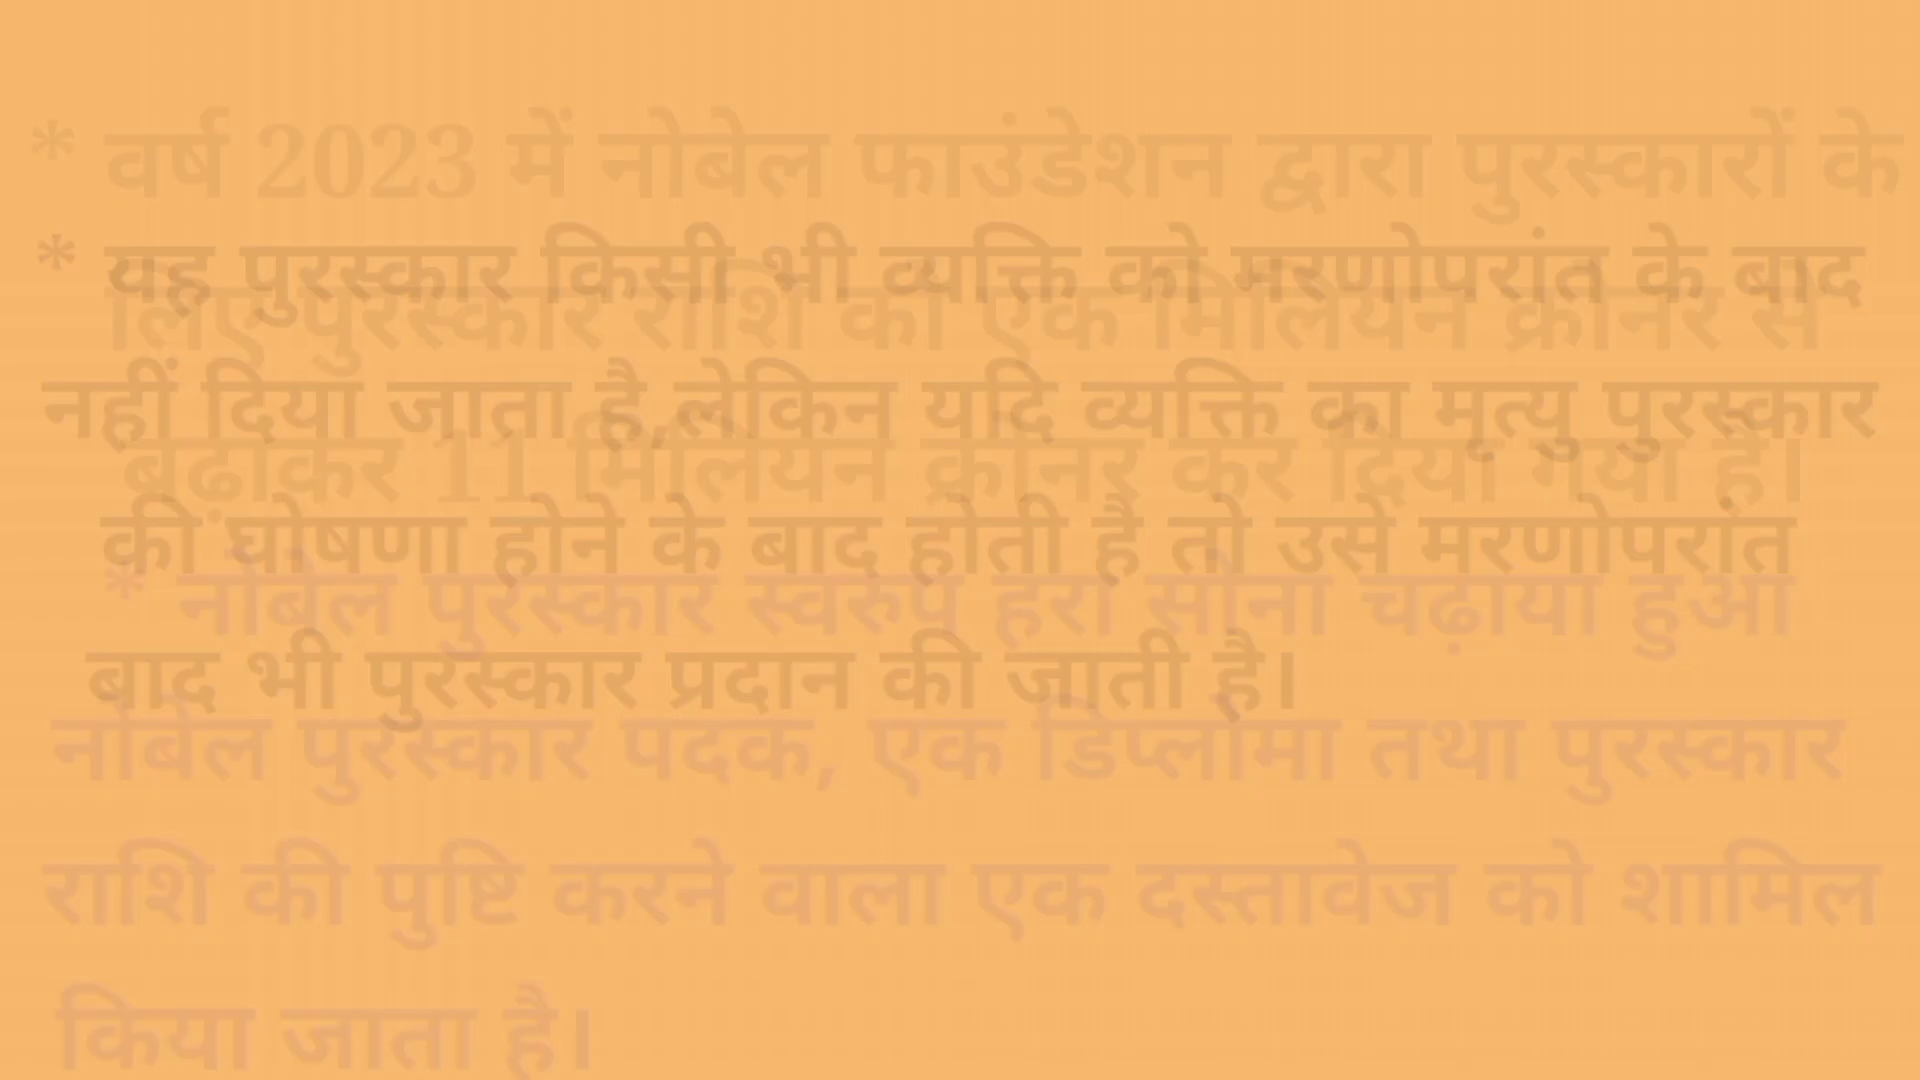 * वर्ष 2023 में नोबेल फाउंडेशन द्वारा पुरस्कारों के
* यह पुरस्कार किसी भी व्यक्ति को मरणोपरांत के बाद
लिए पुरस्कार राशि को एक मिलियन क्रोनर से
नहीं दिया जाता है,लेकिन यदि व्यक्ति का मृत्यु पुरस्कार
बढ़ाकर 11 मिलियन क्रोनर कर दिया गया है।
की घोषणा होने के बाद होती है तो उसे मरणोपरांत
* नोबेल पुरस्कार स्वरुप हरा सोना चढ़ाया हुआ
बाद भी पुरस्कार प्रदान की जाती है।
नोबेल पुरस्कार पदक, एक डिप्लोमा तथा पुरस्कार
राशि की पुष्टि करने वाला एक दस्तावेज को शामिल
किया जाता है।